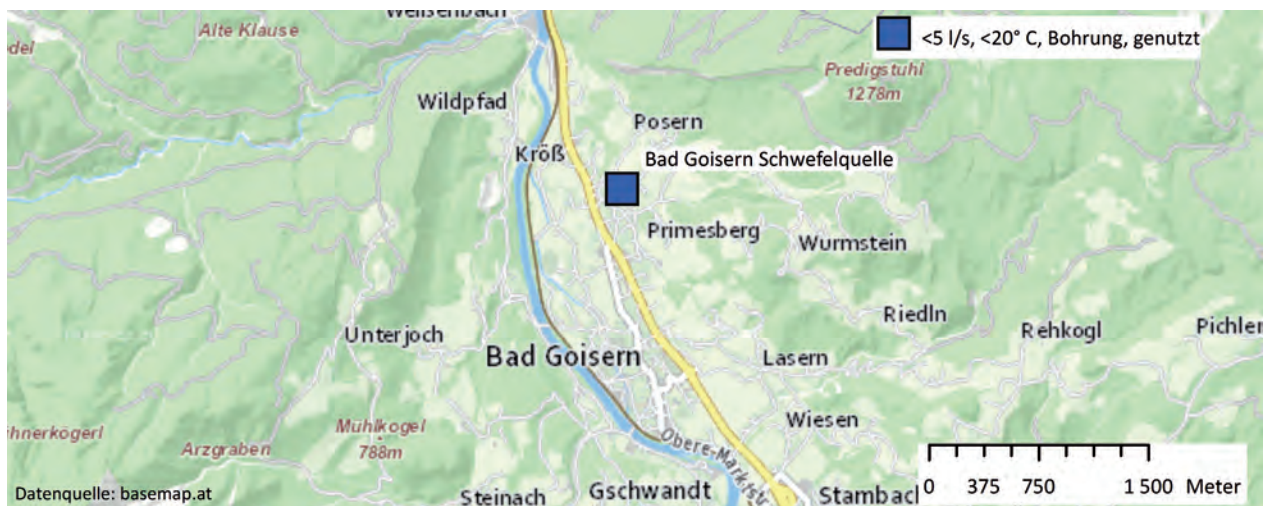 Weißenbach
Alte Klause
<5 l/s, <20° C, Bohrung, genutzt
Predigstuhl
1278m
Wildpfad
Posern
Kröß
Bad Goisern Schwefelquelle
Primesberg
Wurmstein
Riedln
Rehkogl
Pichler
Unterjoch
Bad Goisern
Lasern
Wiesen
Mühlkogel
788m
Arzgraben
Obere-Marktstr
Steinach
Gschwandt
Stambach
0 375 750 1 500 Meter
Datenquelle: basemap.at